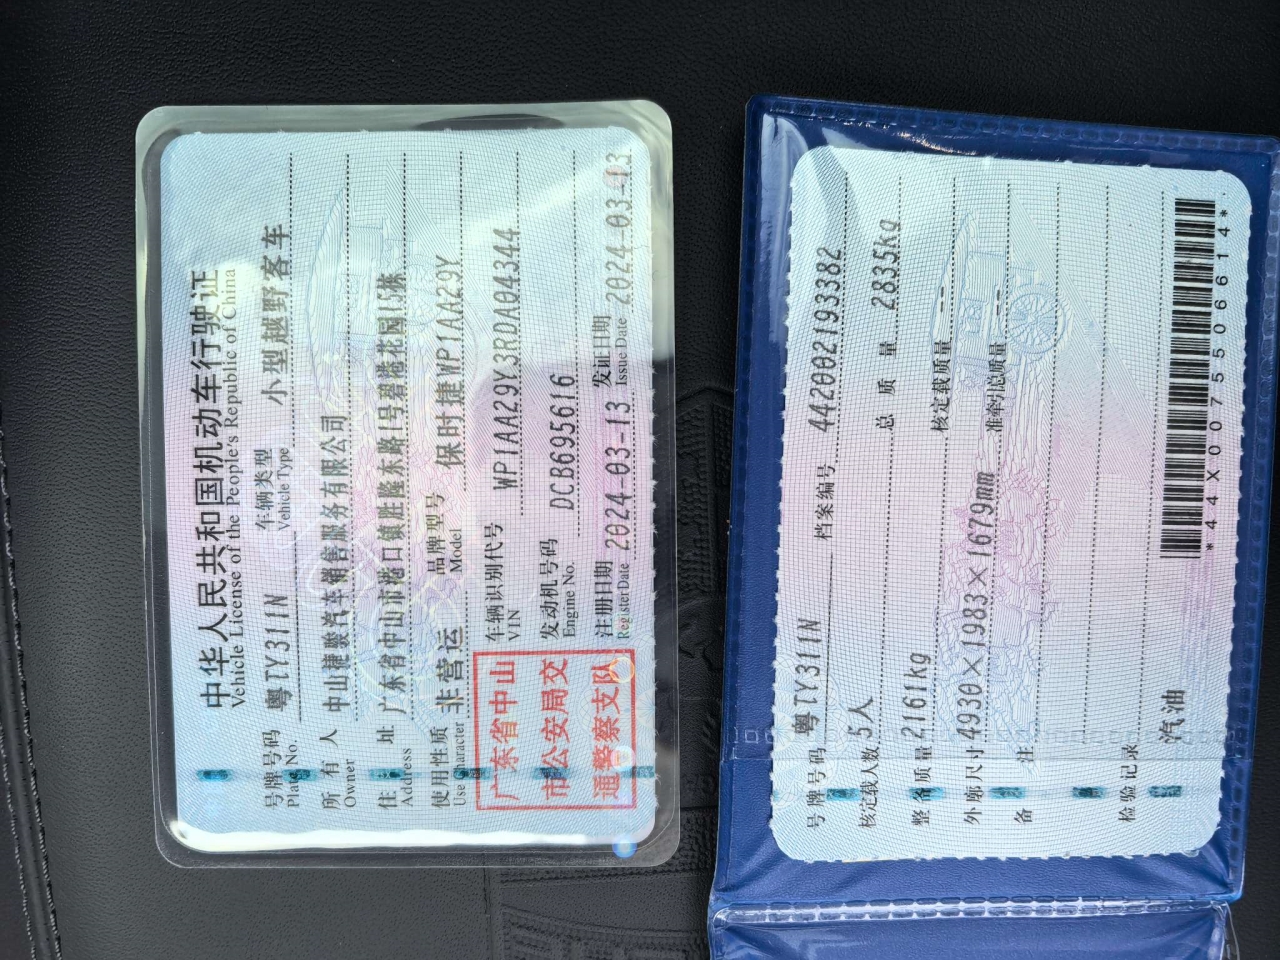 中华人民共和国机动车行驶证
Vehicle License of the People's Republic of China
号牌号码 粤TY311N 车辆类型 小型越野客车
Plate No. Vehicle Type
所有人 中山捷骏汽车销售服务有限公司
Owner
住址 广东省中山市港口镇胜隆东路1号碧港花园15栋
Address
使用性质 非营运 品牌型号 保时捷WP1AA29Y
Use Character Model
广东省中山市公安局交通警察支队
车辆识别代号 WP1AA29Y3RDA04344
VIN
发动机号码 DCB695616
Engine No.
注册日期 2024-03-13 发证日期 2024-03-13
Register Date Issue Date
号牌号码 粤TY311N 档案编号 442002193382
核定载人数 5人 总质量 2835kg
整备质量 2161kg 核定载质量 --
外廓尺寸 4930×1983×1679mm 准牵引总质量 --
备注
检验记录
汽油
*44X0075506614*